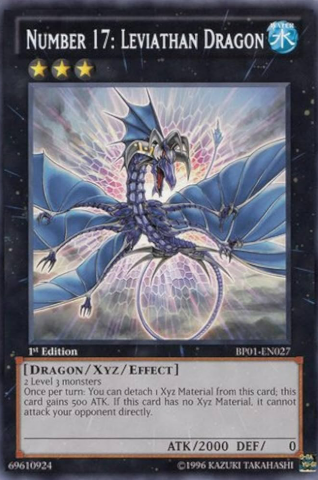 NUMBER 17: LEVIATHAN DRAGON
WATER
水
1st Edition
BP01-EN027
[DRAGON/XYZ/EFFECT]
2 Level 3 monsters
Once per turn: You can detach 1 Xyz Material from this card; this
card gains 500 ATK. If this card has no Xyz Material, it cannot
attack your opponent directly.
ATK/2000 DEF/ 0
69610924
©1996 KAZUKI TAKAHASHI